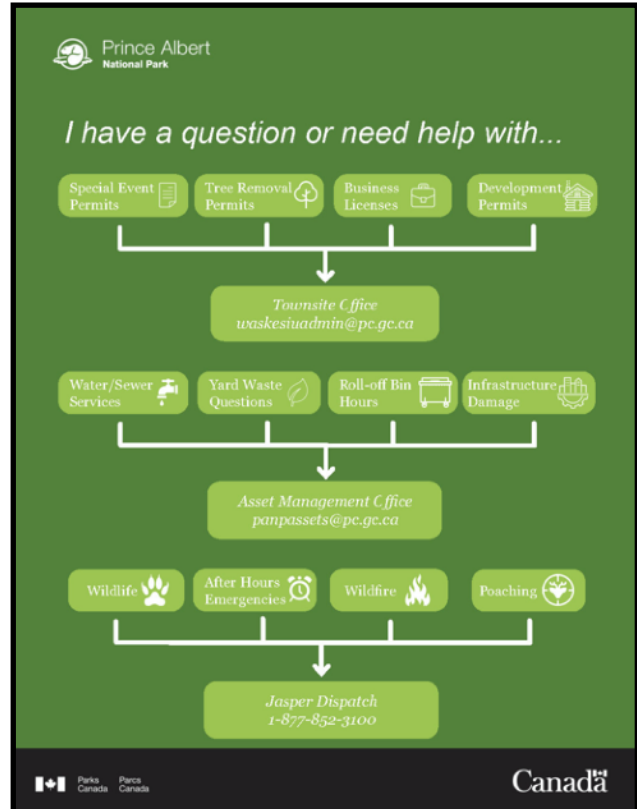 Prince Albert
National Park
I have a question or need help with...
Special Event
Permits
Tree Removal
Permits
Business
Licenses
Development
Permits
Townsite Office
waskesiuadmin@pc.gc.ca
Water/Sewer
Services
Yard Waste
Questions
Roll-off Bin
Hours
Infrastructure
Damage
Asset Management Office
panpassets@pc.gc.ca
Wildlife
After Hours
Emergencies
Wildfire
Poaching
Jasper Dispatch
1-877-852-3100
Parks Parcs
Canada Canada
Canada